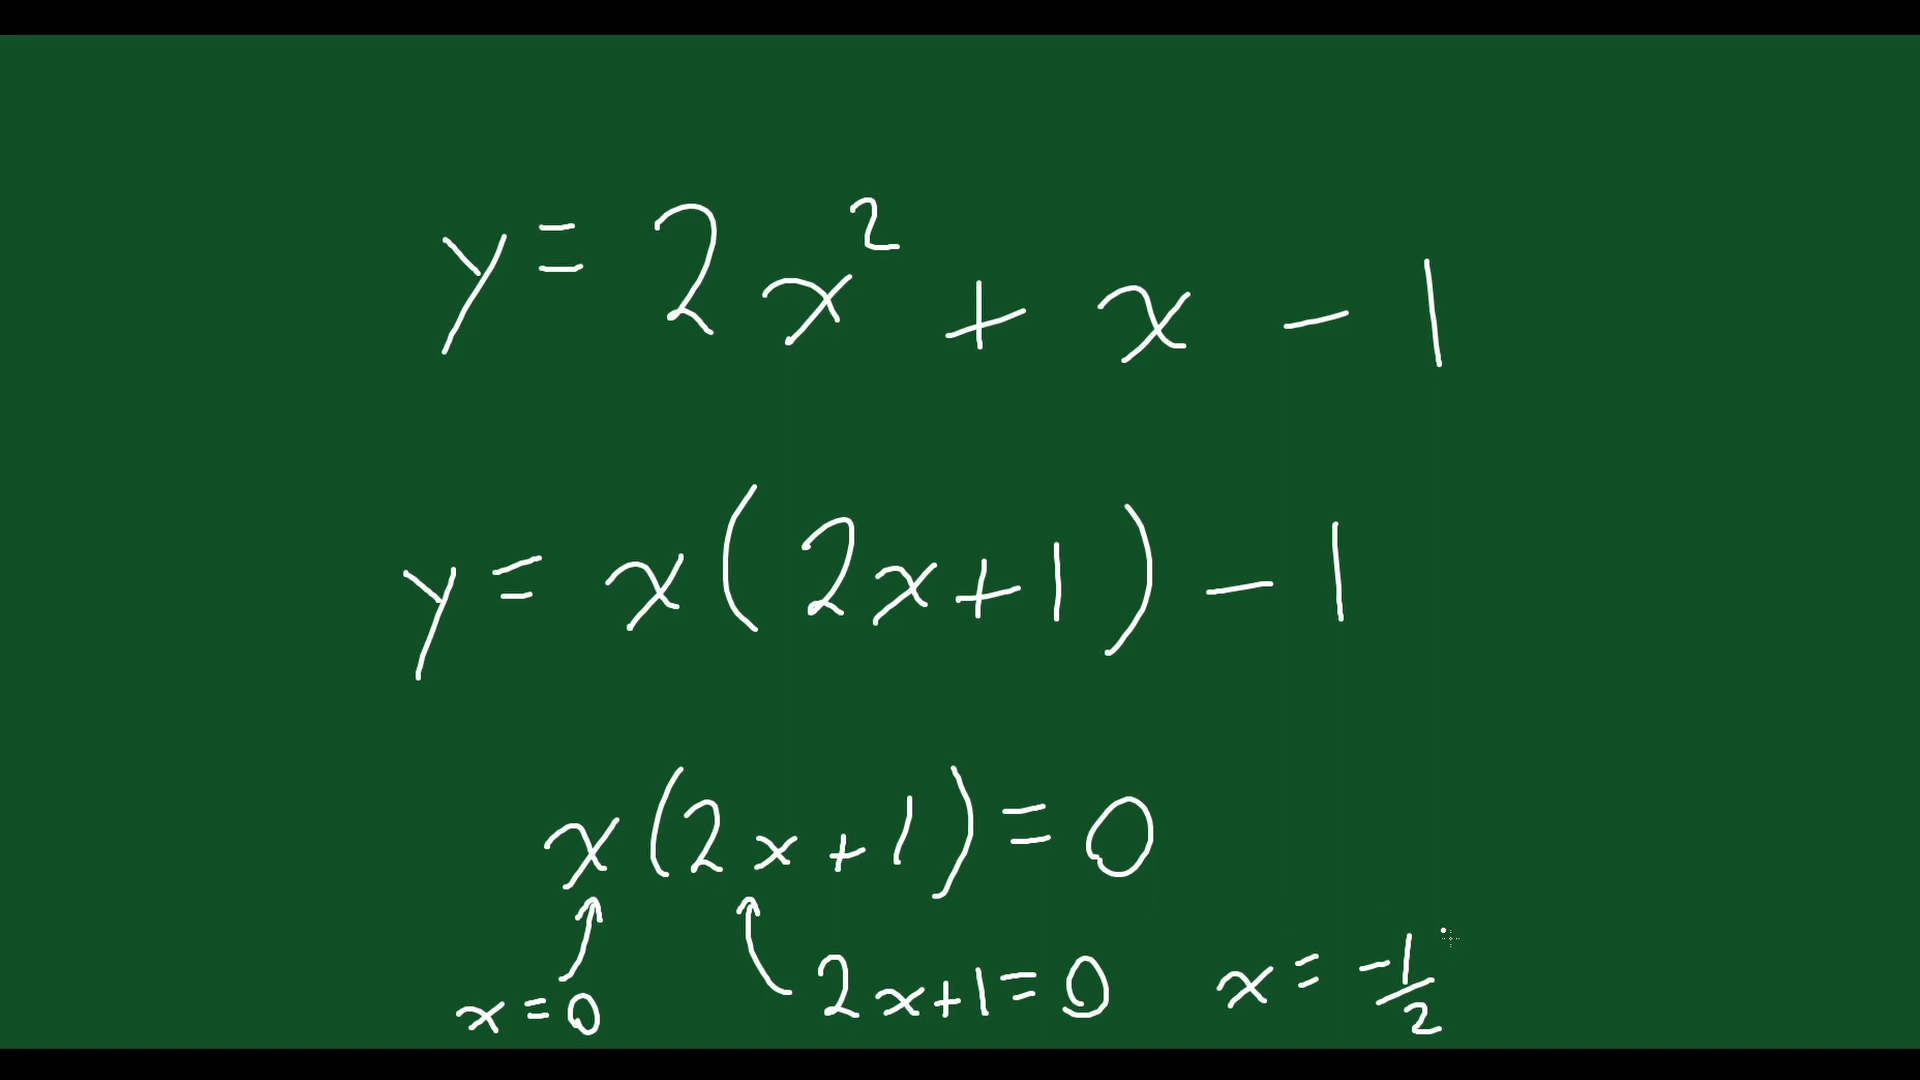 y = 2x² + x - 1
y = x(2x+1) - 1
x(2x+1) = 0
x = 0 2x+1=0 x = -1/2